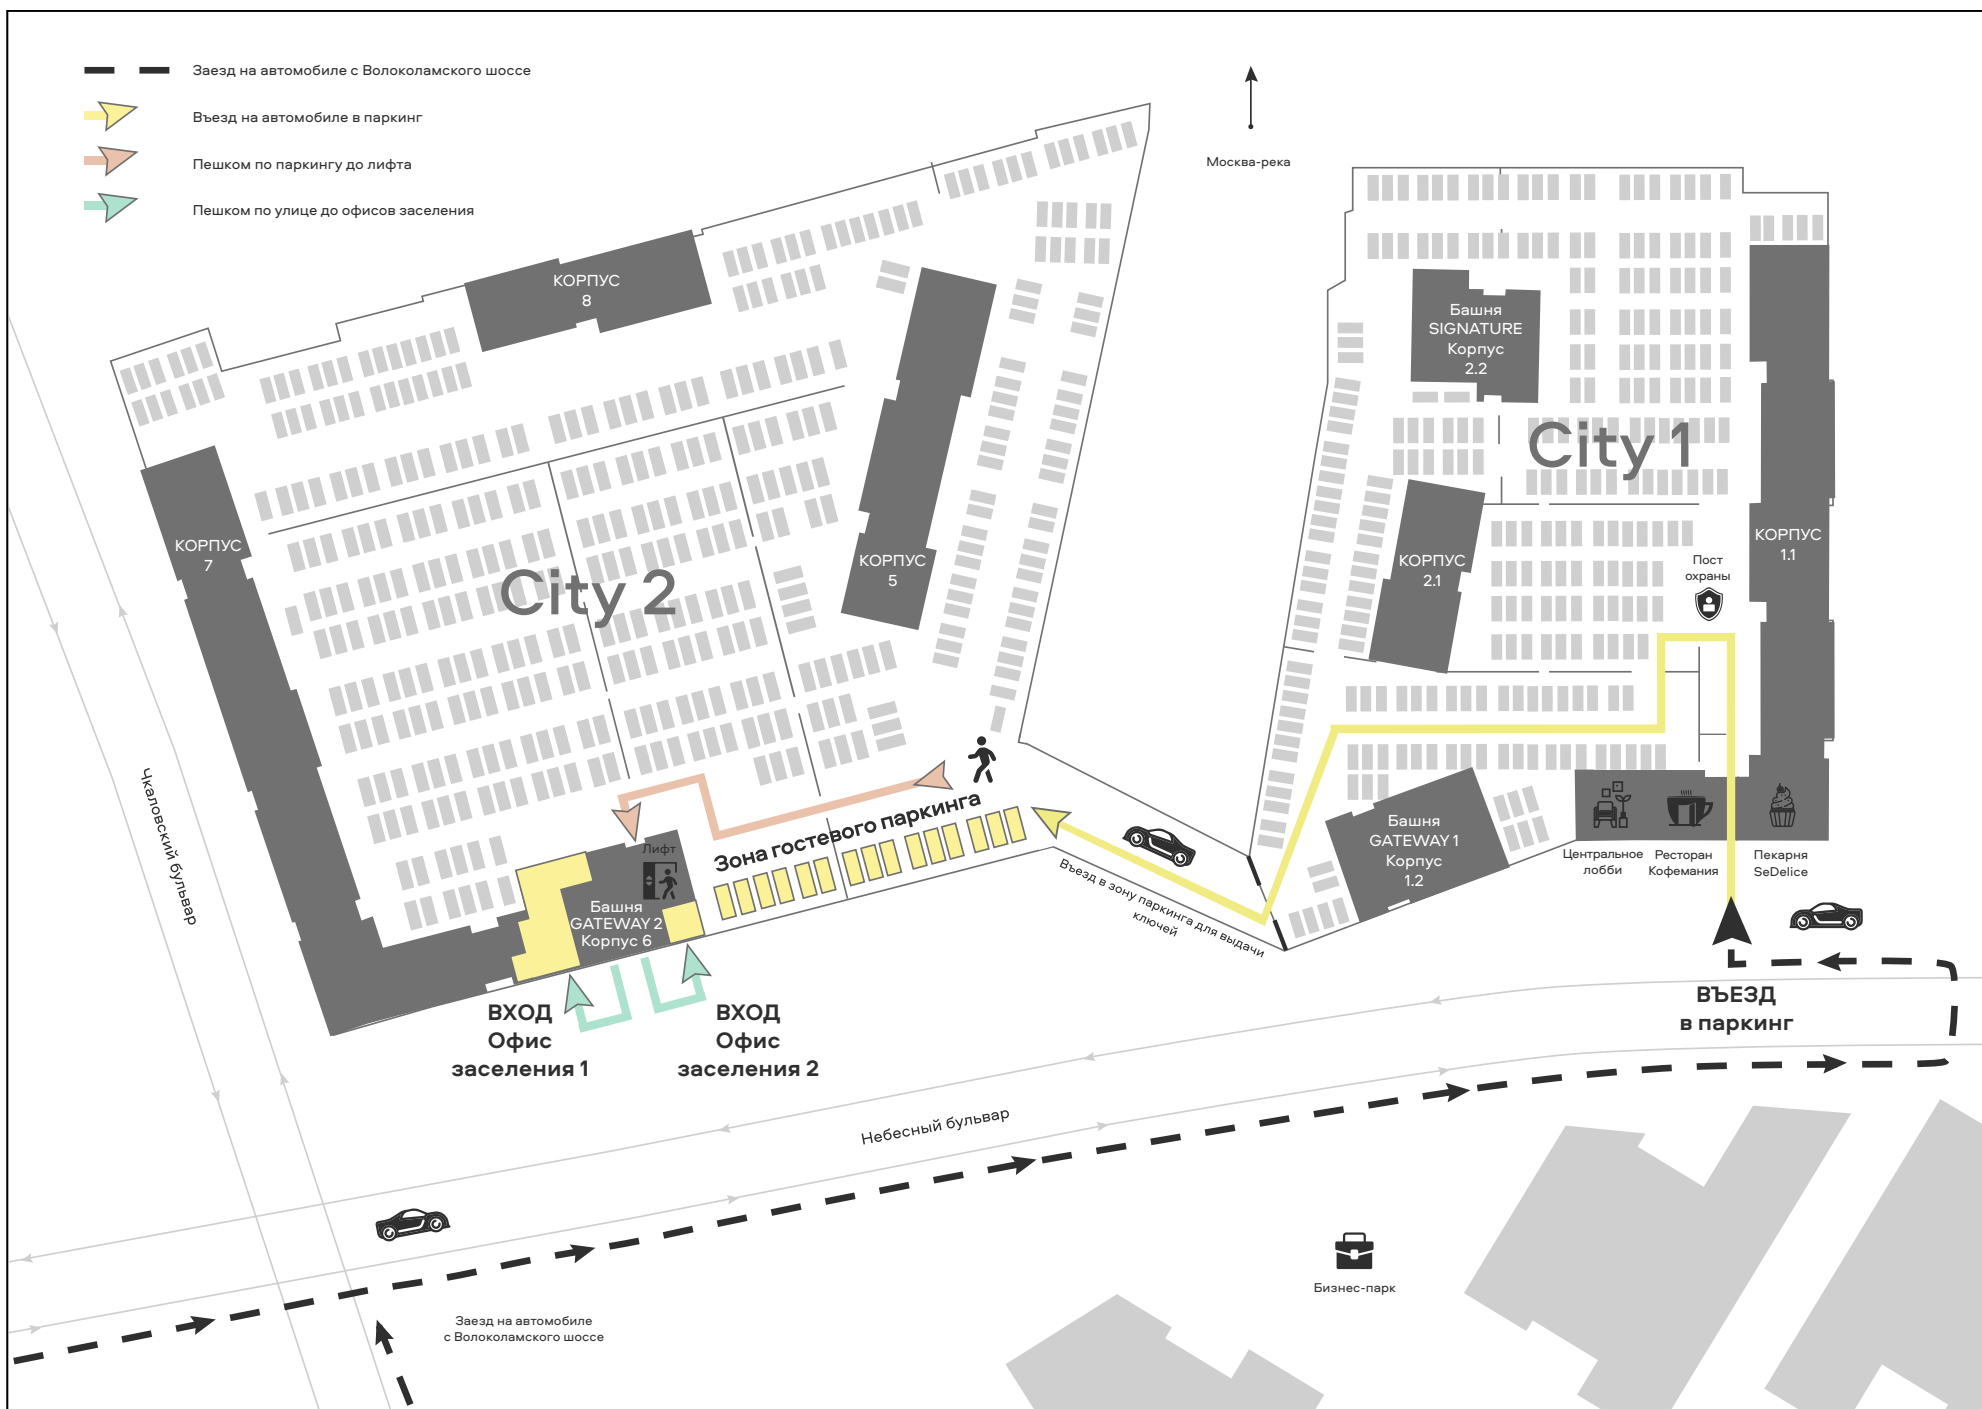 Заезд на автомобиле с Волоколамского шоссе
Въезд на автомобиле в паркинг
Пешком по паркингу до лифта
Пешком по улице до офисов заселения
Москва-река
КОРПУС
8
Башня
SIGNATURE
Корпус
2.2
City 1
КОРПУС
7
City 2
КОРПУС
5
КОРПУС
2.1
КОРПУС
1.1
Пост
охраны
Чкаловский бульвар
Зона гостевого паркинга
Лифт
Башня
GATEWAY 2
Корпус 6
Въезд в зону паркинга для выдачи
ключей
Башня
GATEWAY 1
Корпус
1.2
Центральное
лобби
Ресторан
Кофемания
Пекарня
SeDelice
ВХОД
Офис
заселения 1
ВХОД
Офис
заселения 2
ВЪЕЗД
в паркинг
Небесный бульвар
Бизнес-парк
Заезд на автомобиле
с Волоколамского шоссе